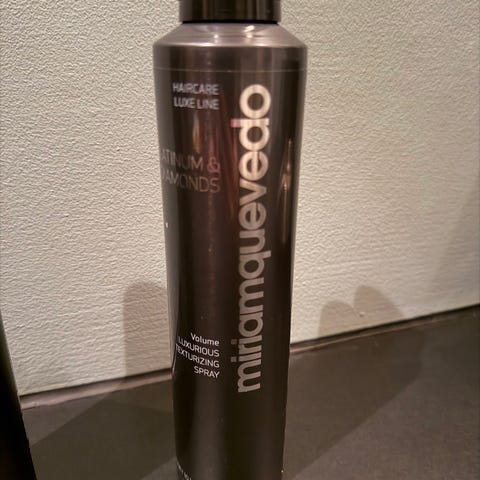 HAIRCARE
LUXE LINE
ATINUM &
AMONDS
miriamquevedo
Volume
LUXURIOUS
TEXTURIZING
SPRAY